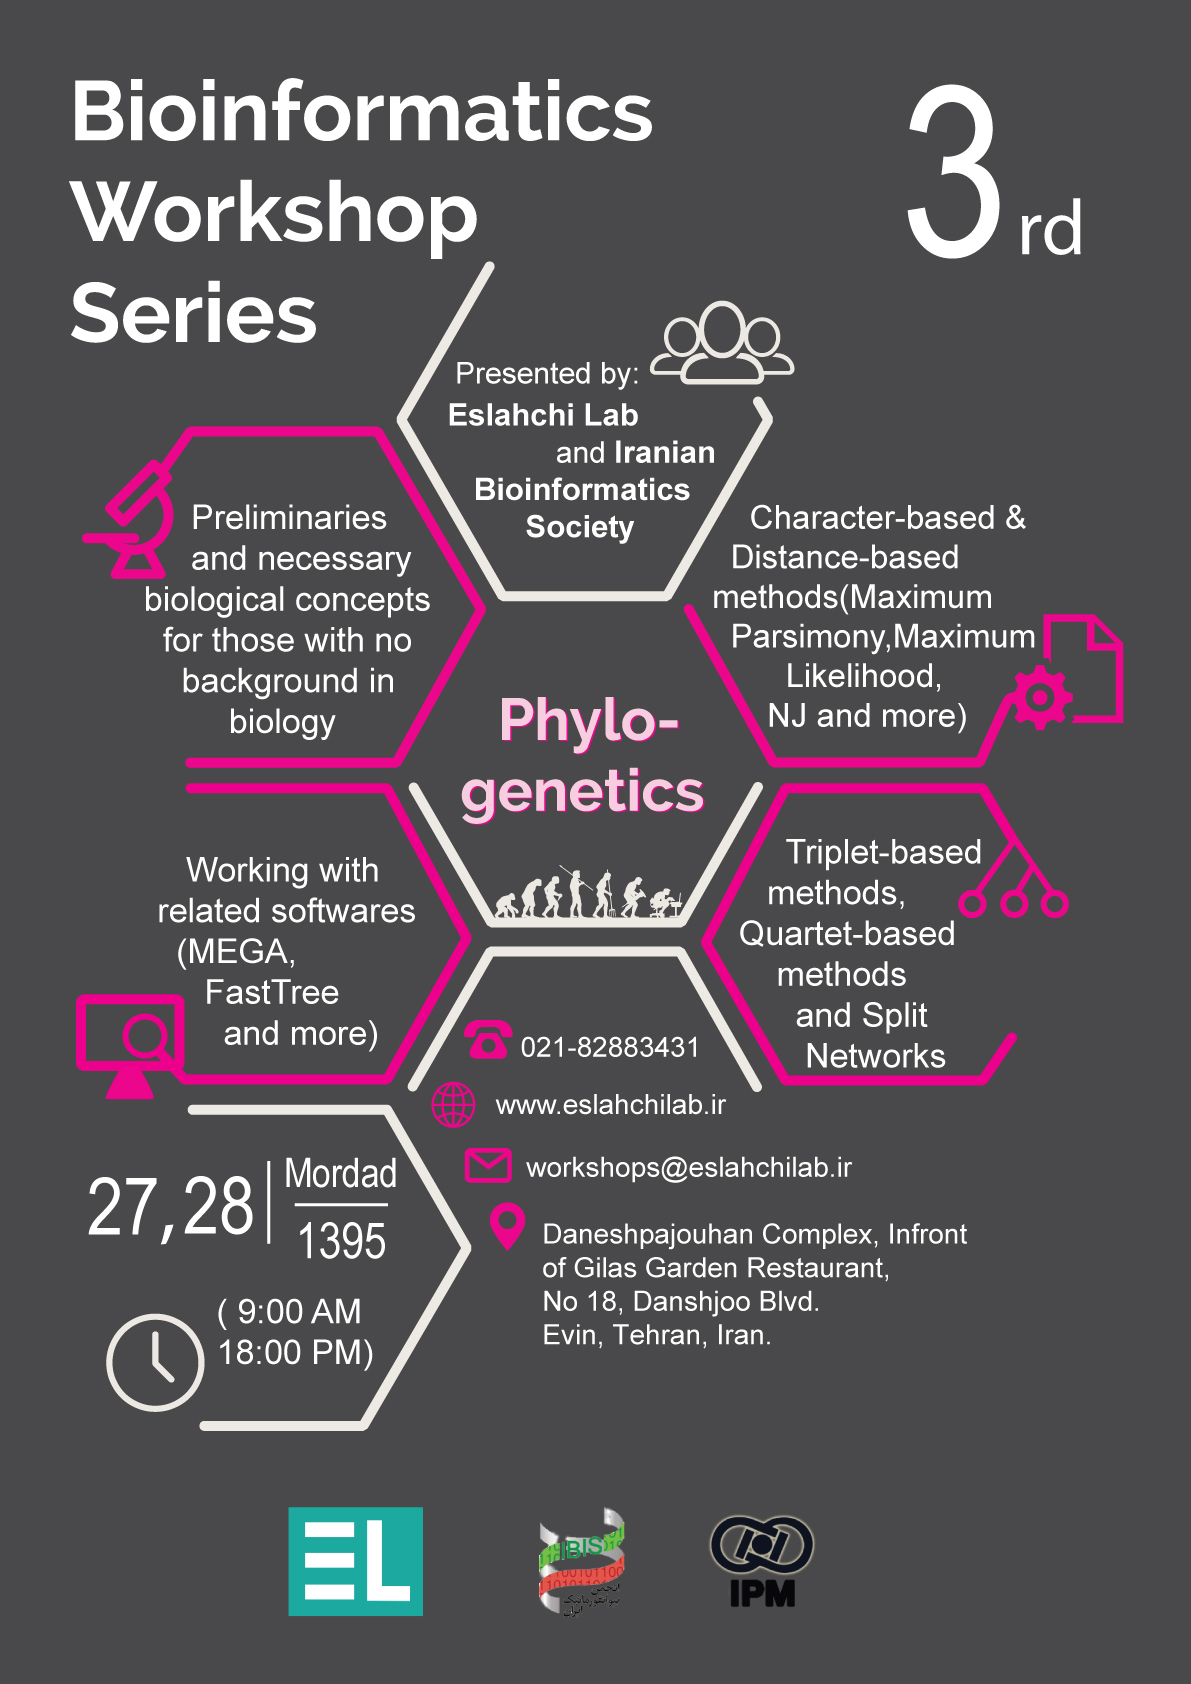 Bioinformatics
Workshop
Series
3rd
Presented by:
Eslahchi Lab
and Iranian
Bioinformatics
Society
Preliminaries
and necessary
biological concepts
for those with no
background in
biology
Character-based &
Distance-based
methods(Maximum
Parsimony,Maximum
Likelihood,
NJ and more)
Phylo-
genetics
Working with
related softwares
(MEGA,
FastTree
and more)
Triplet-based
methods,
Quartet-based
methods
and Split
Networks
021-82883431
www.eslahchilab.ir
workshops@eslahchilab.ir
Daneshpajouhan Complex, Infront
of Gilas Garden Restaurant,
No 18, Danshjoo Blvd.
Evin, Tehran, Iran.
27,28
Mordad
1395
( 9:00 AM
18:00 PM)
EL
IBIS
انجمن
بیوانفورماتیک
ایران
IPM